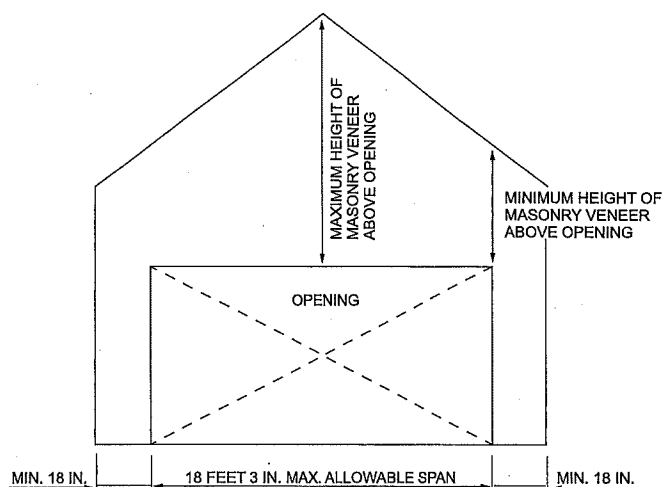 MAXIMUM HEIGHT OF
MASONRY VENEER
ABOVE OPENING
MINIMUM HEIGHT OF
MASONRY VENEER
ABOVE OPENING
OPENING
MIN. 18 IN.
18 FEET 3 IN. MAX. ALLOWABLE SPAN
MIN. 18 IN.